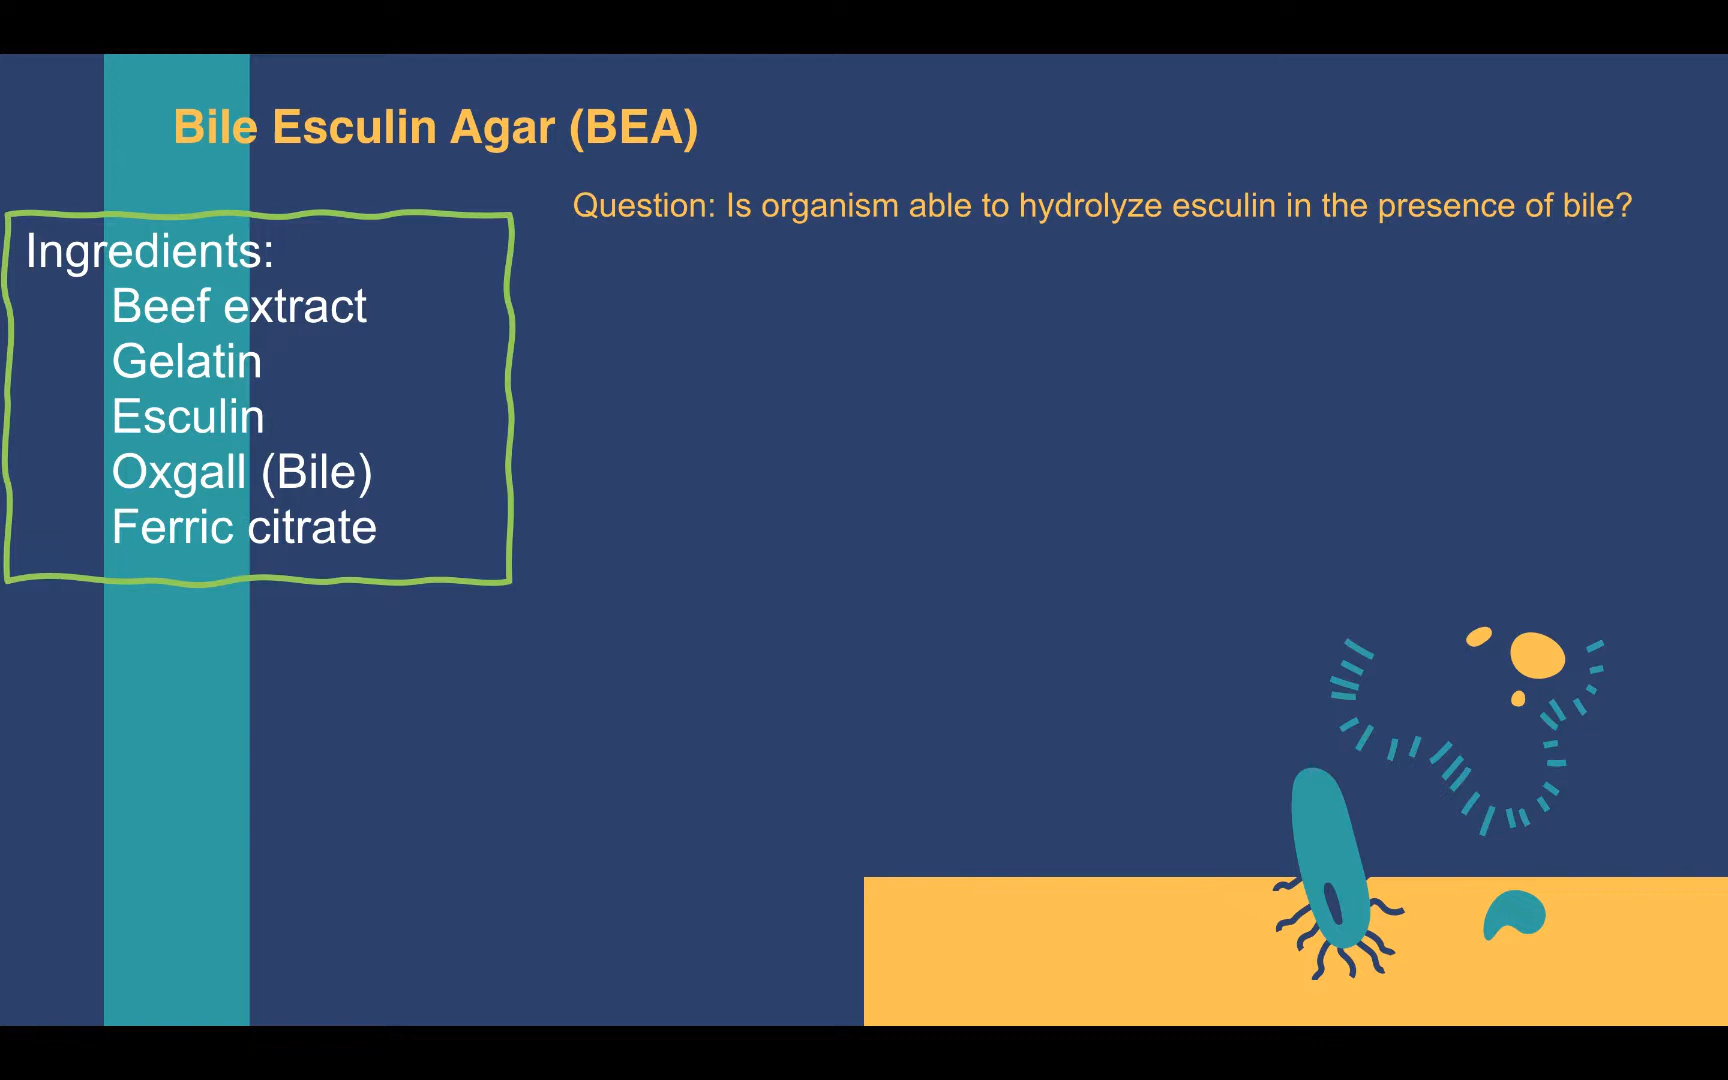 Bile Esculin Agar (BEA)
Question: Is organism able to hydrolyze esculin in the presence of bile?
Ingredients:
Beef extract
Gelatin
Esculin
Oxgall (Bile)
Ferric citrate